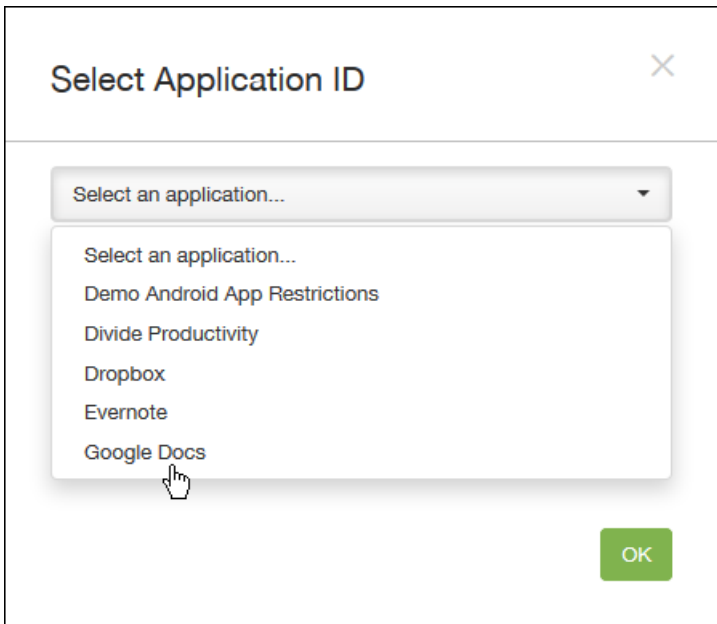 Select Application ID
Select an application...
Select an application...
Demo Android App Restrictions
Divide Productivity
Dropbox
Evernote
Google Docs
OK